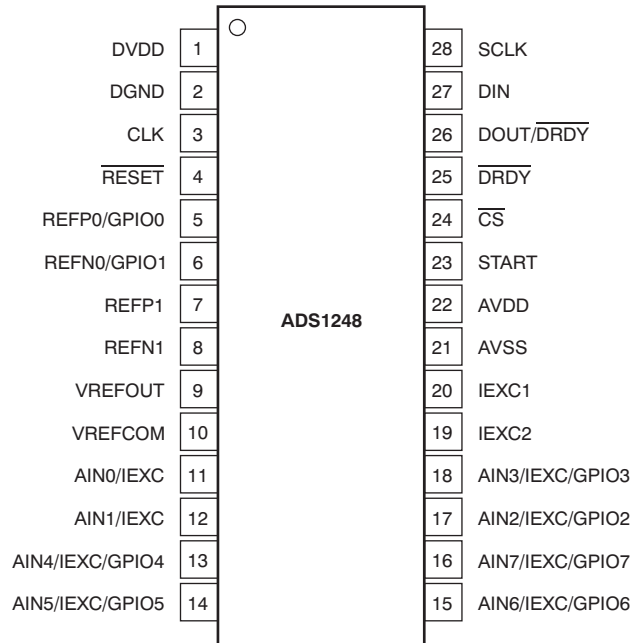 DVDD 1 28 SCLK
DGND 2 27 DIN
CLK 3 26 DOUT/DRDY
RESET 4 25 DRDY
REFP0/GPIO0 5 24 CS
REFN0/GPIO1 6 23 START
REFP1 7 22 AVDD
ADS1248
REFN1 8 21 AVSS
VREFOUT 9 20 IEXC1
VREFCOM 10 19 IEXC2
AIN0/IEXC 11 18 AIN3/IEXC/GPIO3
AIN1/IEXC 12 17 AIN2/IEXC/GPIO2
AIN4/IEXC/GPIO4 13 16 AIN7/IEXC/GPIO7
AIN5/IEXC/GPIO5 14 15 AIN6/IEXC/GPIO6